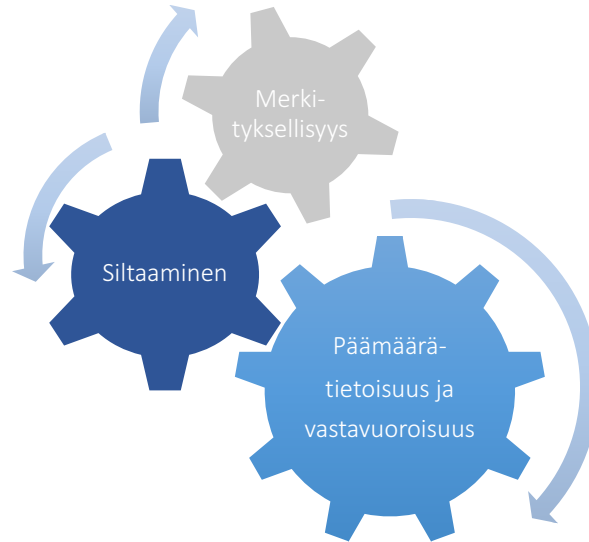 Merki-
tyksellisyys
Siltaaminen
Päämäärä-
tietoisuus ja
vastavuoroisuus